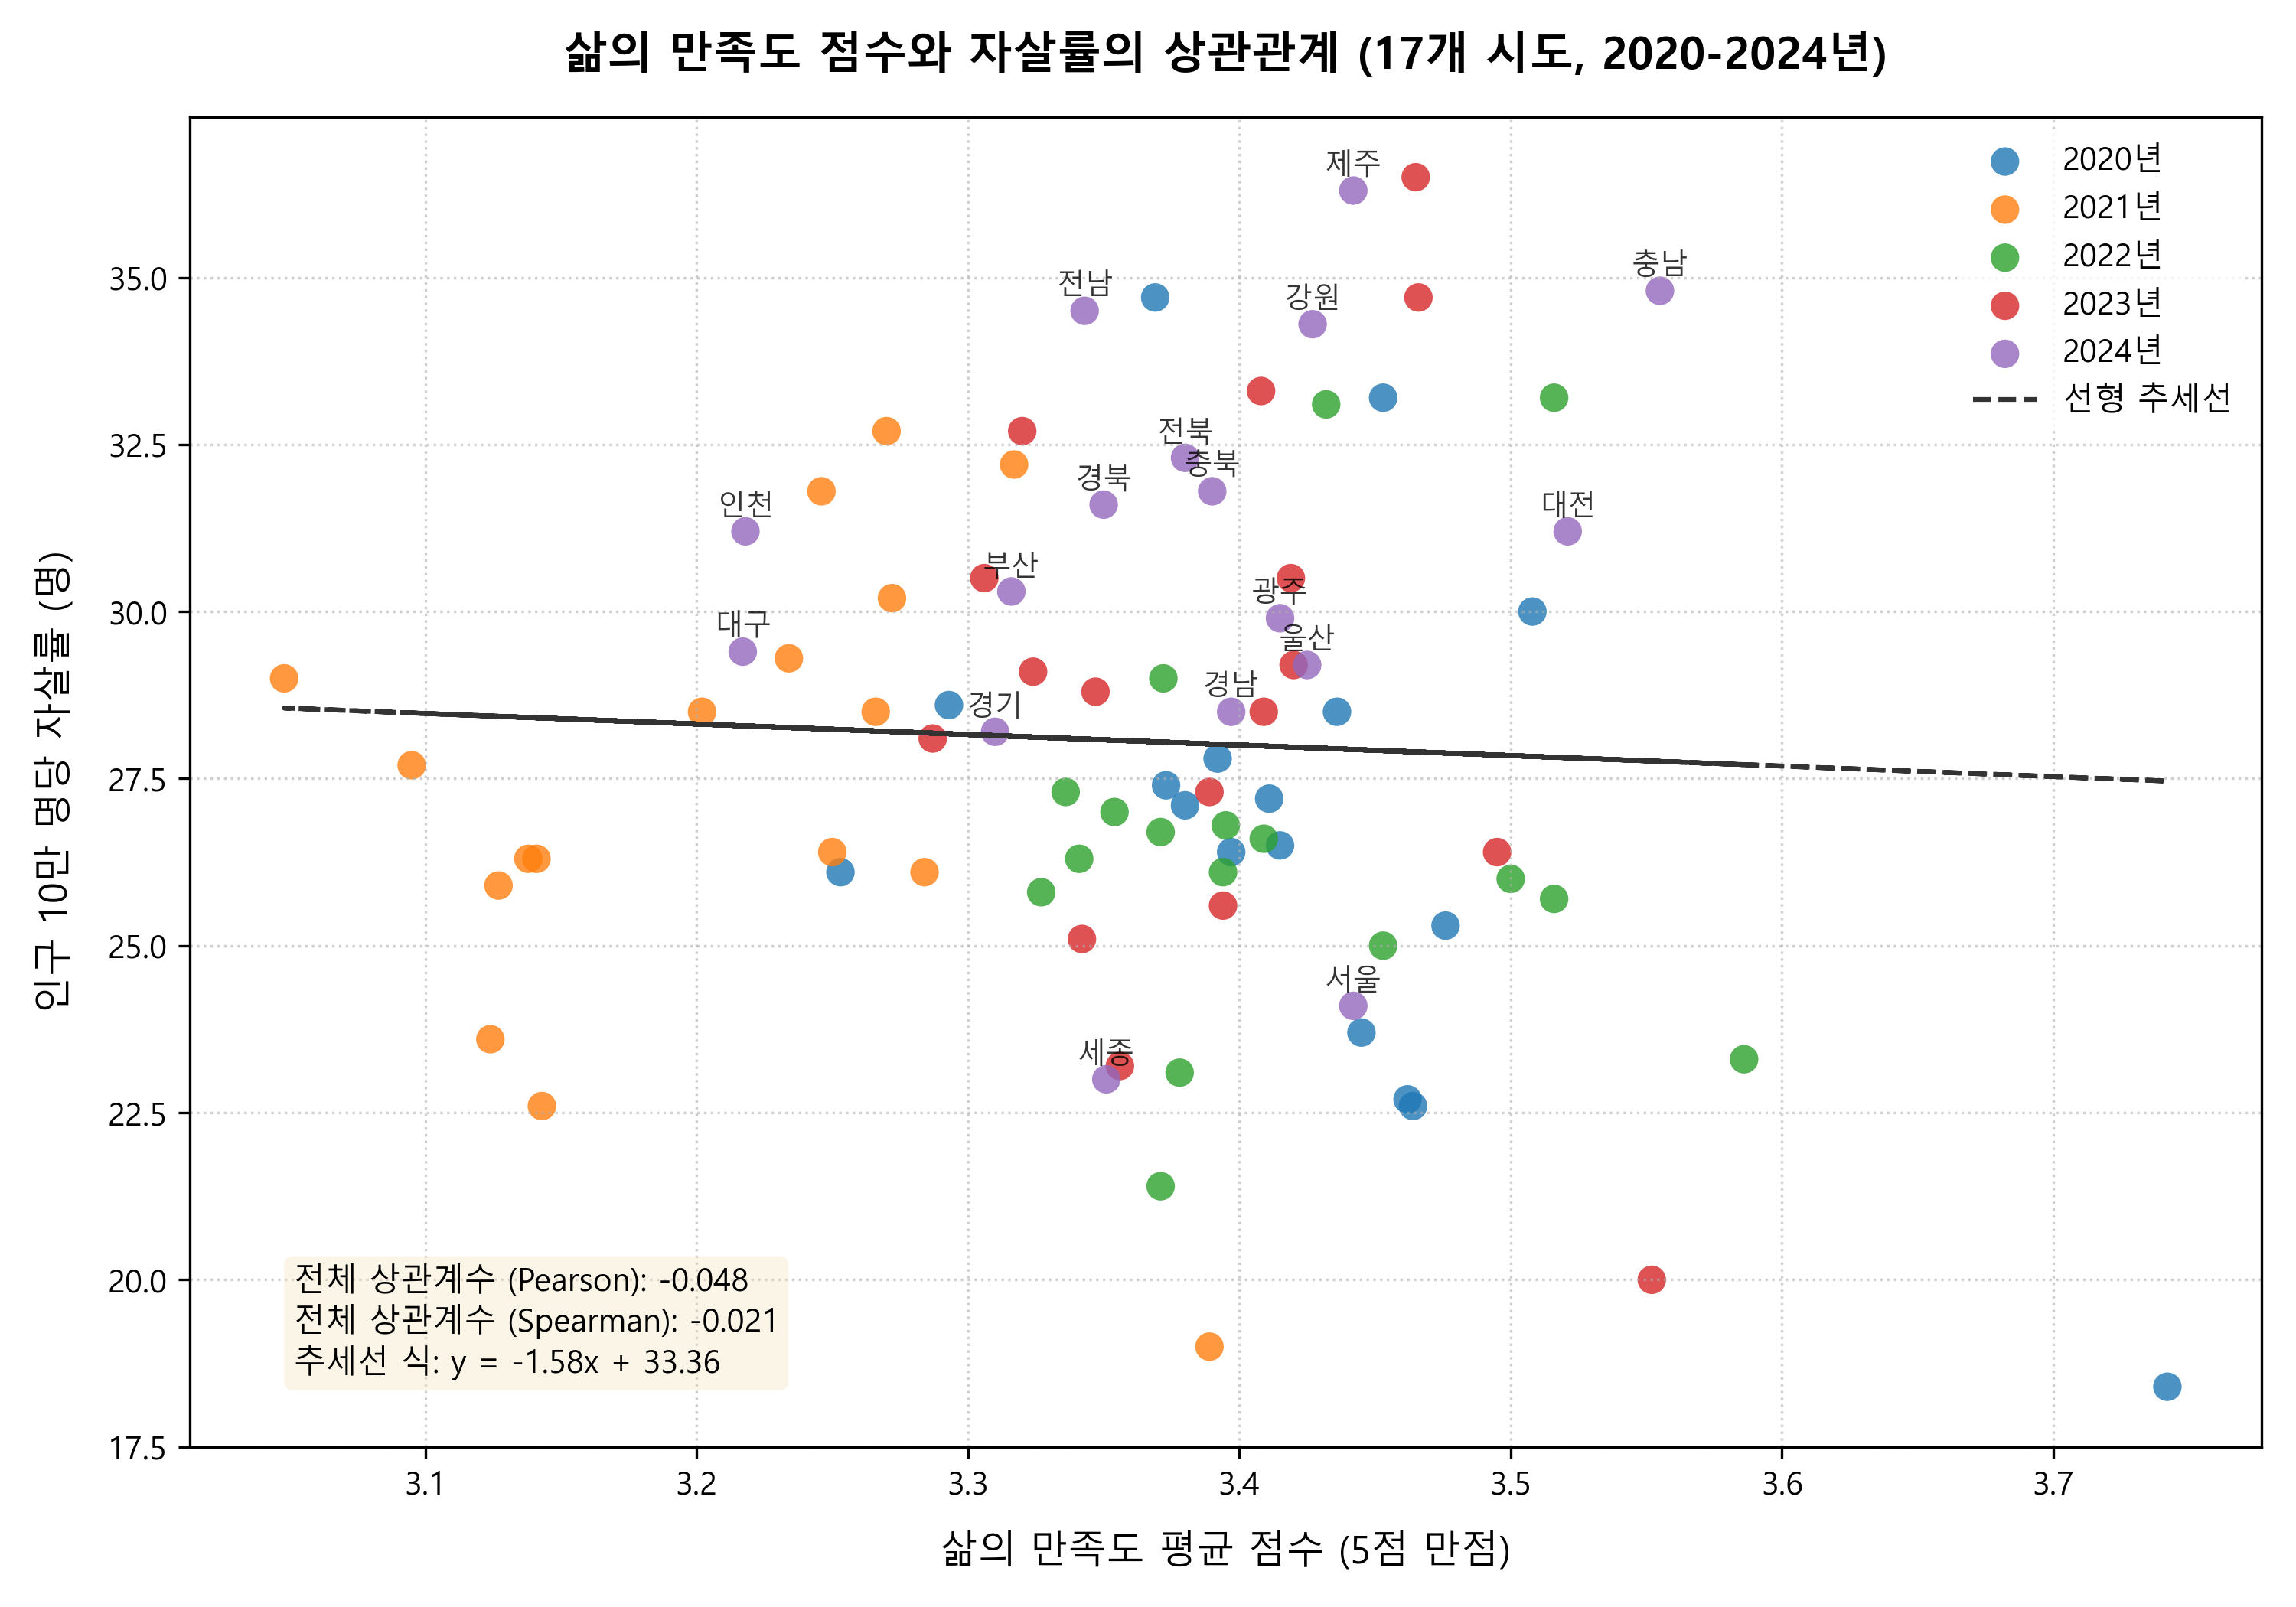 삶의 만족도 점수와 자살률의 상관관계 (17개 시도, 2020-2024년)
인구 10만 명당 자살률 (명)
35.0
32.5
30.0
27.5
25.0
22.5
20.0
17.5
2020년
2021년
2022년
2023년
2024년
선형 추세선
제주
충남
전남
강원
전북
충북
경북
인천
대전
부산
광주
대구
울산
경남
경기
서울
세종
전체 상관계수 (Pearson): -0.048
전체 상관계수 (Spearman): -0.021
추세선 식: y = -1.58x + 33.36
3.1
3.2
3.3
3.4
3.5
3.6
3.7
삶의 만족도 평균 점수 (5점 만점)